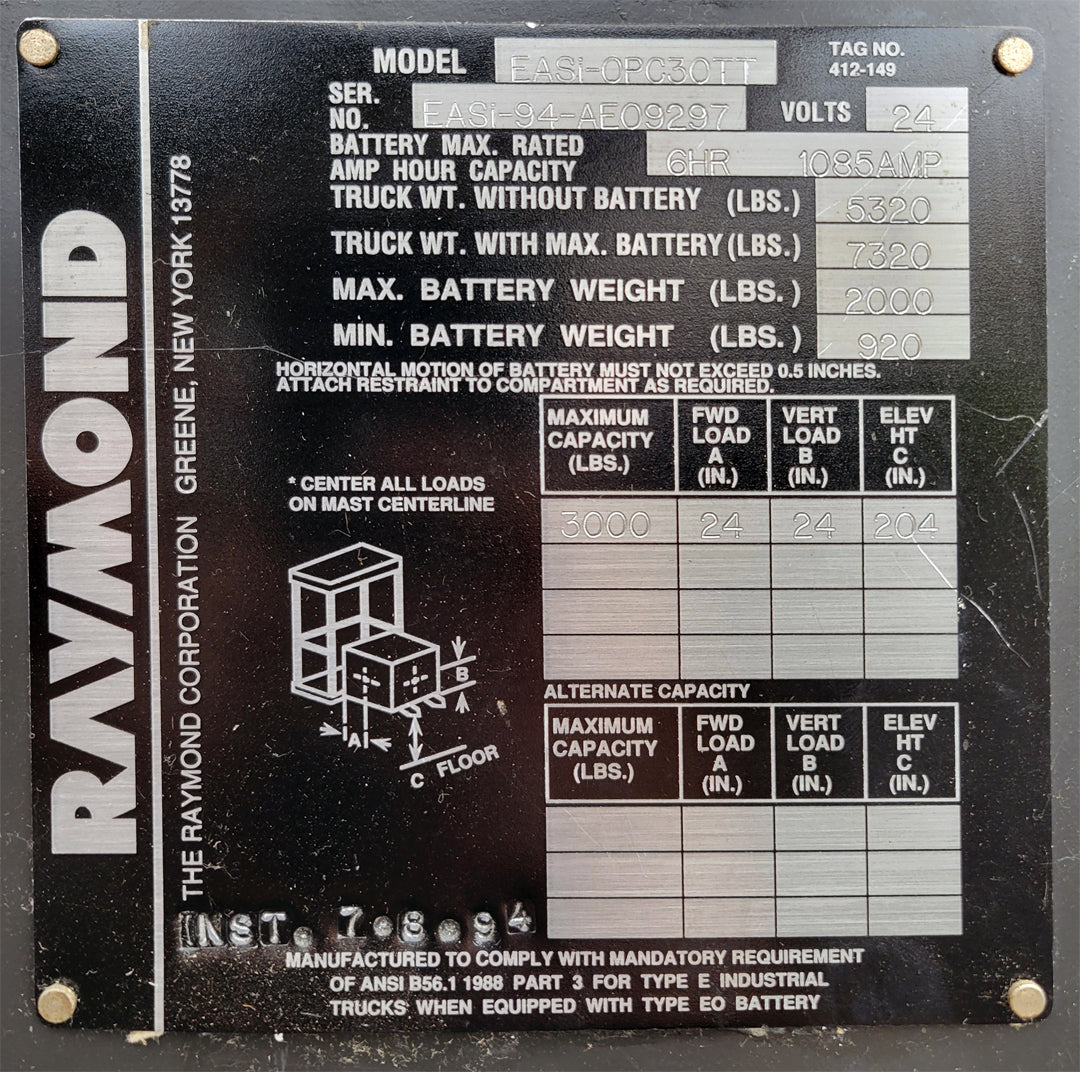 RAYMOND
THE RAYMOND CORPORATION GREENE, NEW YORK 13778
MODEL EASi-OPC30TT
TAG NO.
412-149
SER.
NO. EASi-94-AE09297
VOLTS 24
BATTERY MAX. RATED
AMP HOUR CAPACITY 6HR 1085AMP
TRUCK WT. WITHOUT BATTERY (LBS.) 5320
TRUCK WT. WITH MAX. BATTERY (LBS.) 7320
MAX. BATTERY WEIGHT (LBS.) 2000
MIN. BATTERY WEIGHT (LBS.) 920
HORIZONTAL MOTION OF BATTERY MUST NOT EXCEED 0.5 INCHES.
ATTACH RESTRAINT TO COMPARTMENT AS REQUIRED.
MAXIMUM
CAPACITY
(LBS.)
FWD
LOAD
A
(IN.)
VERT
LOAD
B
(IN.)
ELEV
HT
C
(IN.)
3000 24 24 204
* CENTER ALL LOADS
ON MAST CENTERLINE
B
A
C FLOOR
ALTERNATE CAPACITY
MAXIMUM
CAPACITY
(LBS.)
FWD
LOAD
A
(IN.)
VERT
LOAD
B
(IN.)
ELEV
HT
C
(IN.)
INST. 7.8.94
MANUFACTURED TO COMPLY WITH MANDATORY REQUIREMENT
OF ANSI B56.1 1988 PART 3 FOR TYPE E INDUSTRIAL
TRUCKS WHEN EQUIPPED WITH TYPE EO BATTERY